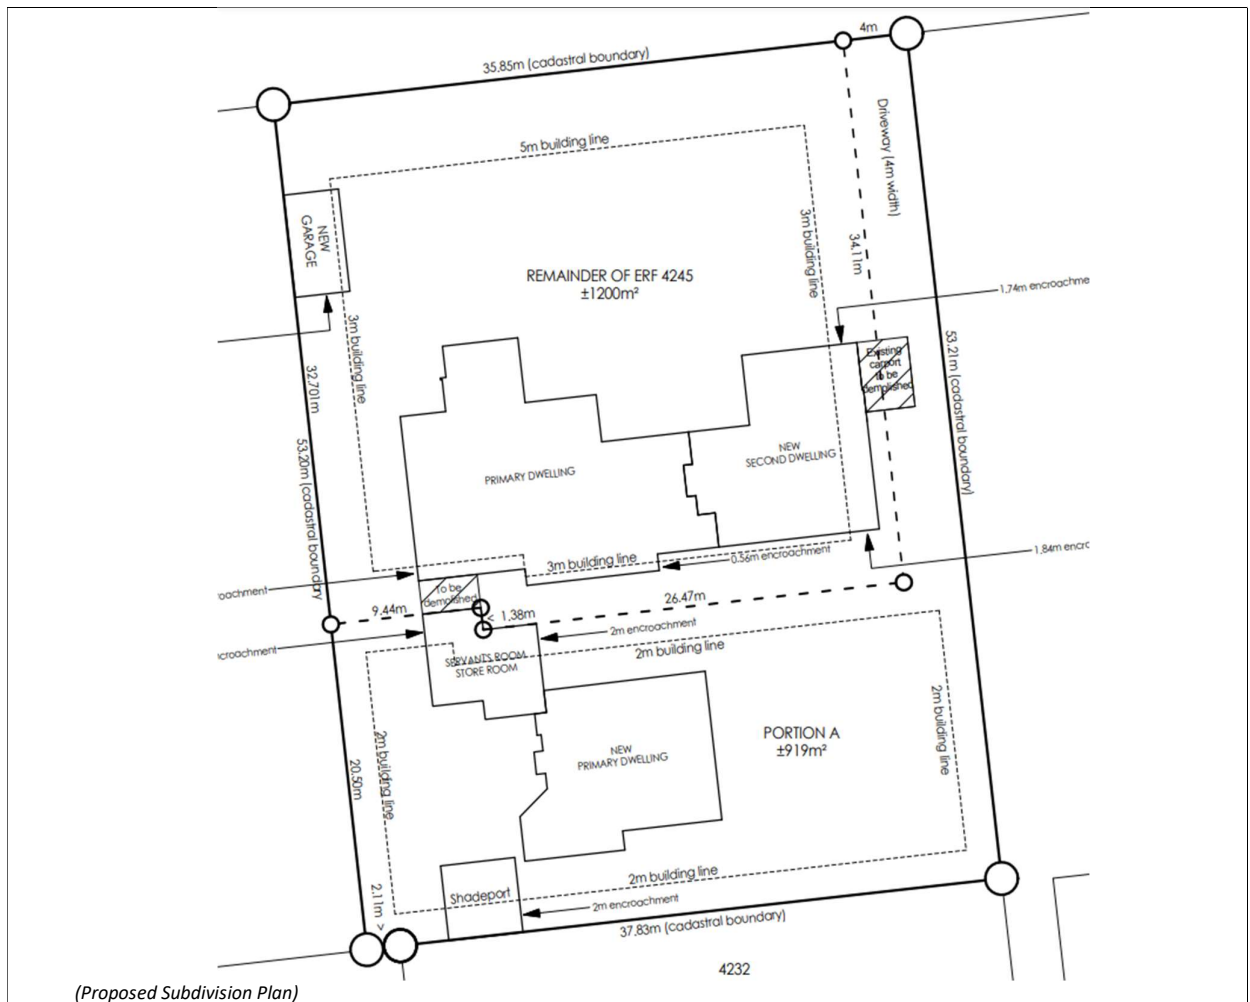 4m
35.85m (cadastral boundary)
Driveway (4m width)
5m building line
NEW
GARAGE
3m building line
34.11m
REMAINDER OF ERF 4245
±1200m²
1.74m encroachme
3m building line
Existing
carport
to be
demolished
53.21m (cadastral boundary)
32.701m
53.20m (cadastral boundary)
PRIMARY DWELLING
NEW
SECOND DWELLING
3m building line
0.56m encroachment
1.84m encrc
oachment
To be
demolished
9.44m
< 1.38m
26.47m
2m encroachment
croachment
SERVANTS ROOM
STORE ROOM
2m building line
2m building line
2m building line
PORTION A
±919m²
NEW
PRIMARY DWELLING
20.50m
2m building line
Shadeport
2m encroachment
2.11m >
37.83m (cadastral boundary)
4232
(Proposed Subdivision Plan)